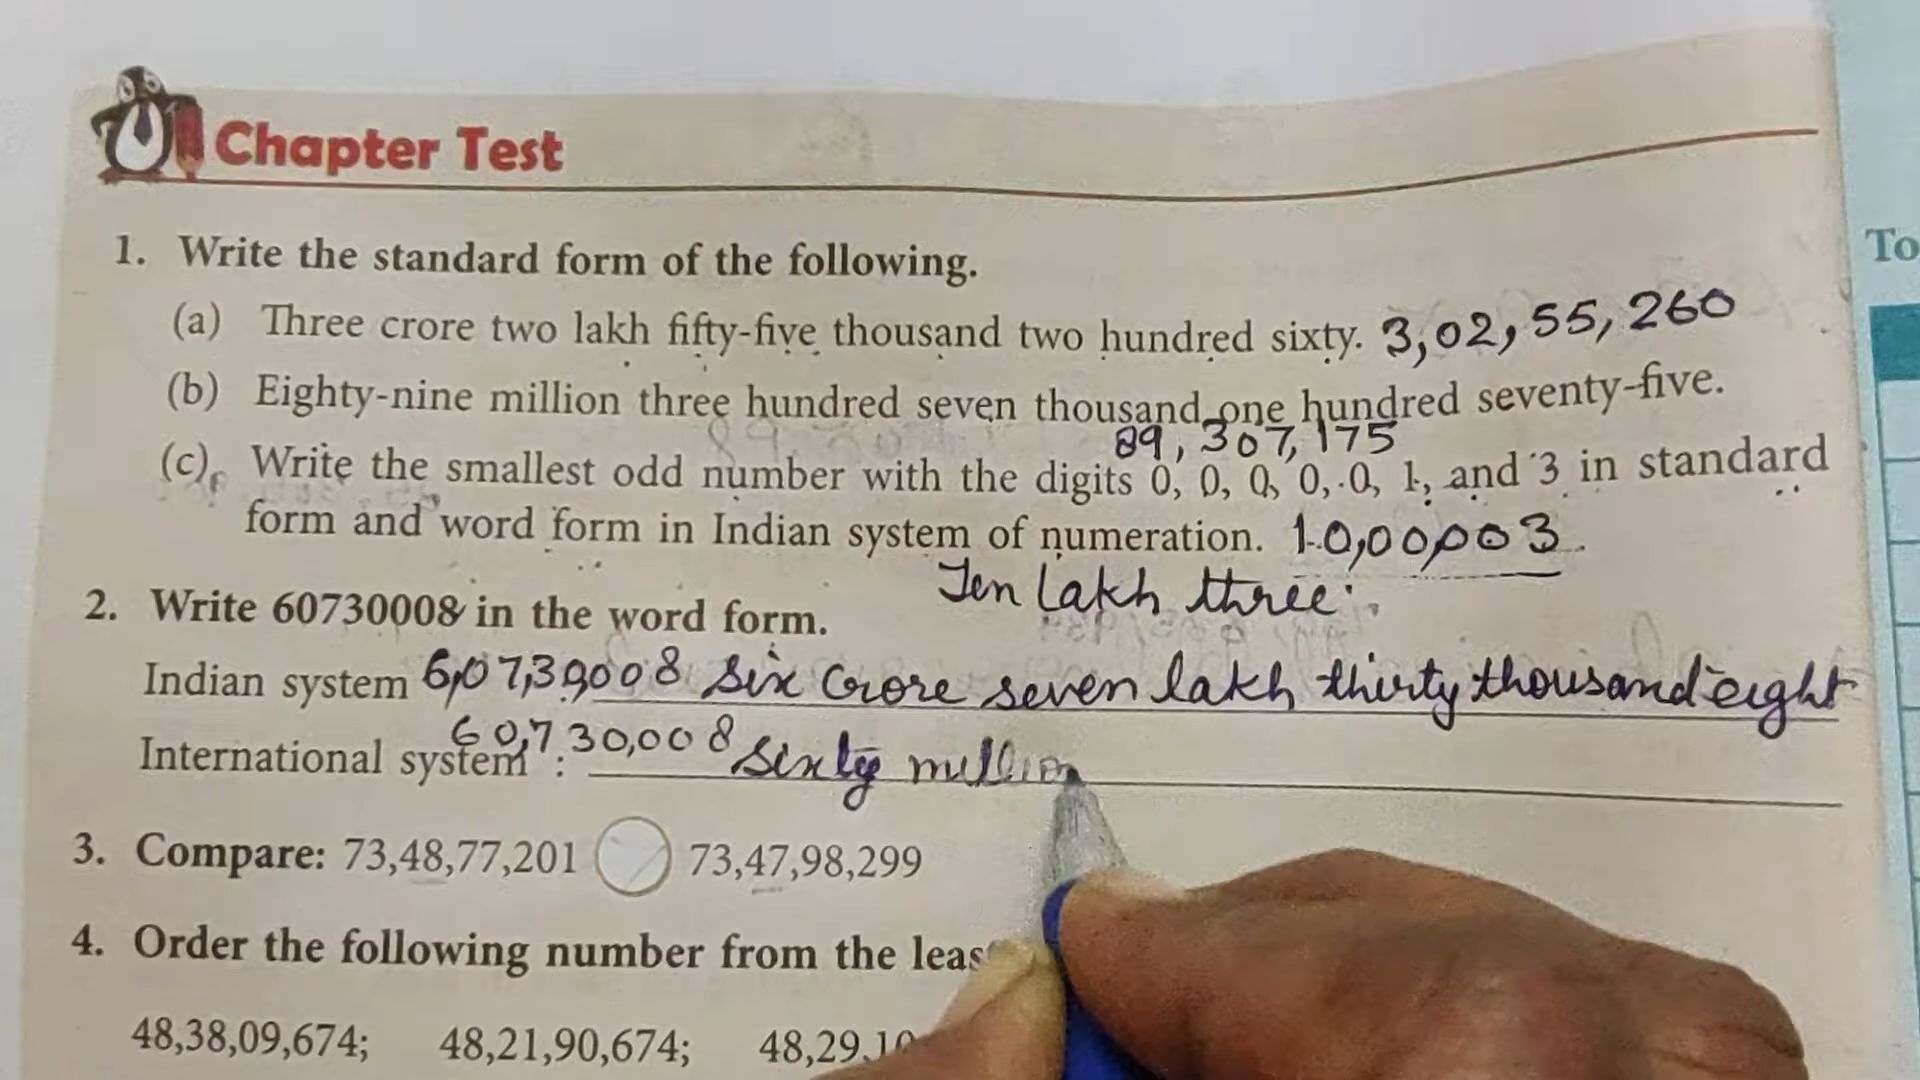 Chapter Test
To
1. Write the standard form of the following.
(a) Three crore two lakh fifty-five thousand two hundred sixty. 3,02,55,260
(b) Eighty-nine million three hundred seven thousand one hundred seventy-five.
89,307,175
(c) Write the smallest odd number with the digits 0, 0, 0, 0, 0, 1, and 3 in standard
form and word form in Indian system of numeration. 10,00,003.
Ten lakh three.
2. Write 60730008 in the word form.
Indian system 6,07,30,008 Six Crore seven lakh thirty thousand eight
60,730,008
International system : Sixty million
3. Compare: 73,48,77,201 73,47,98,299
4. Order the following number from the leas
48,38,09,674; 48,21,90,674; 48,29,10